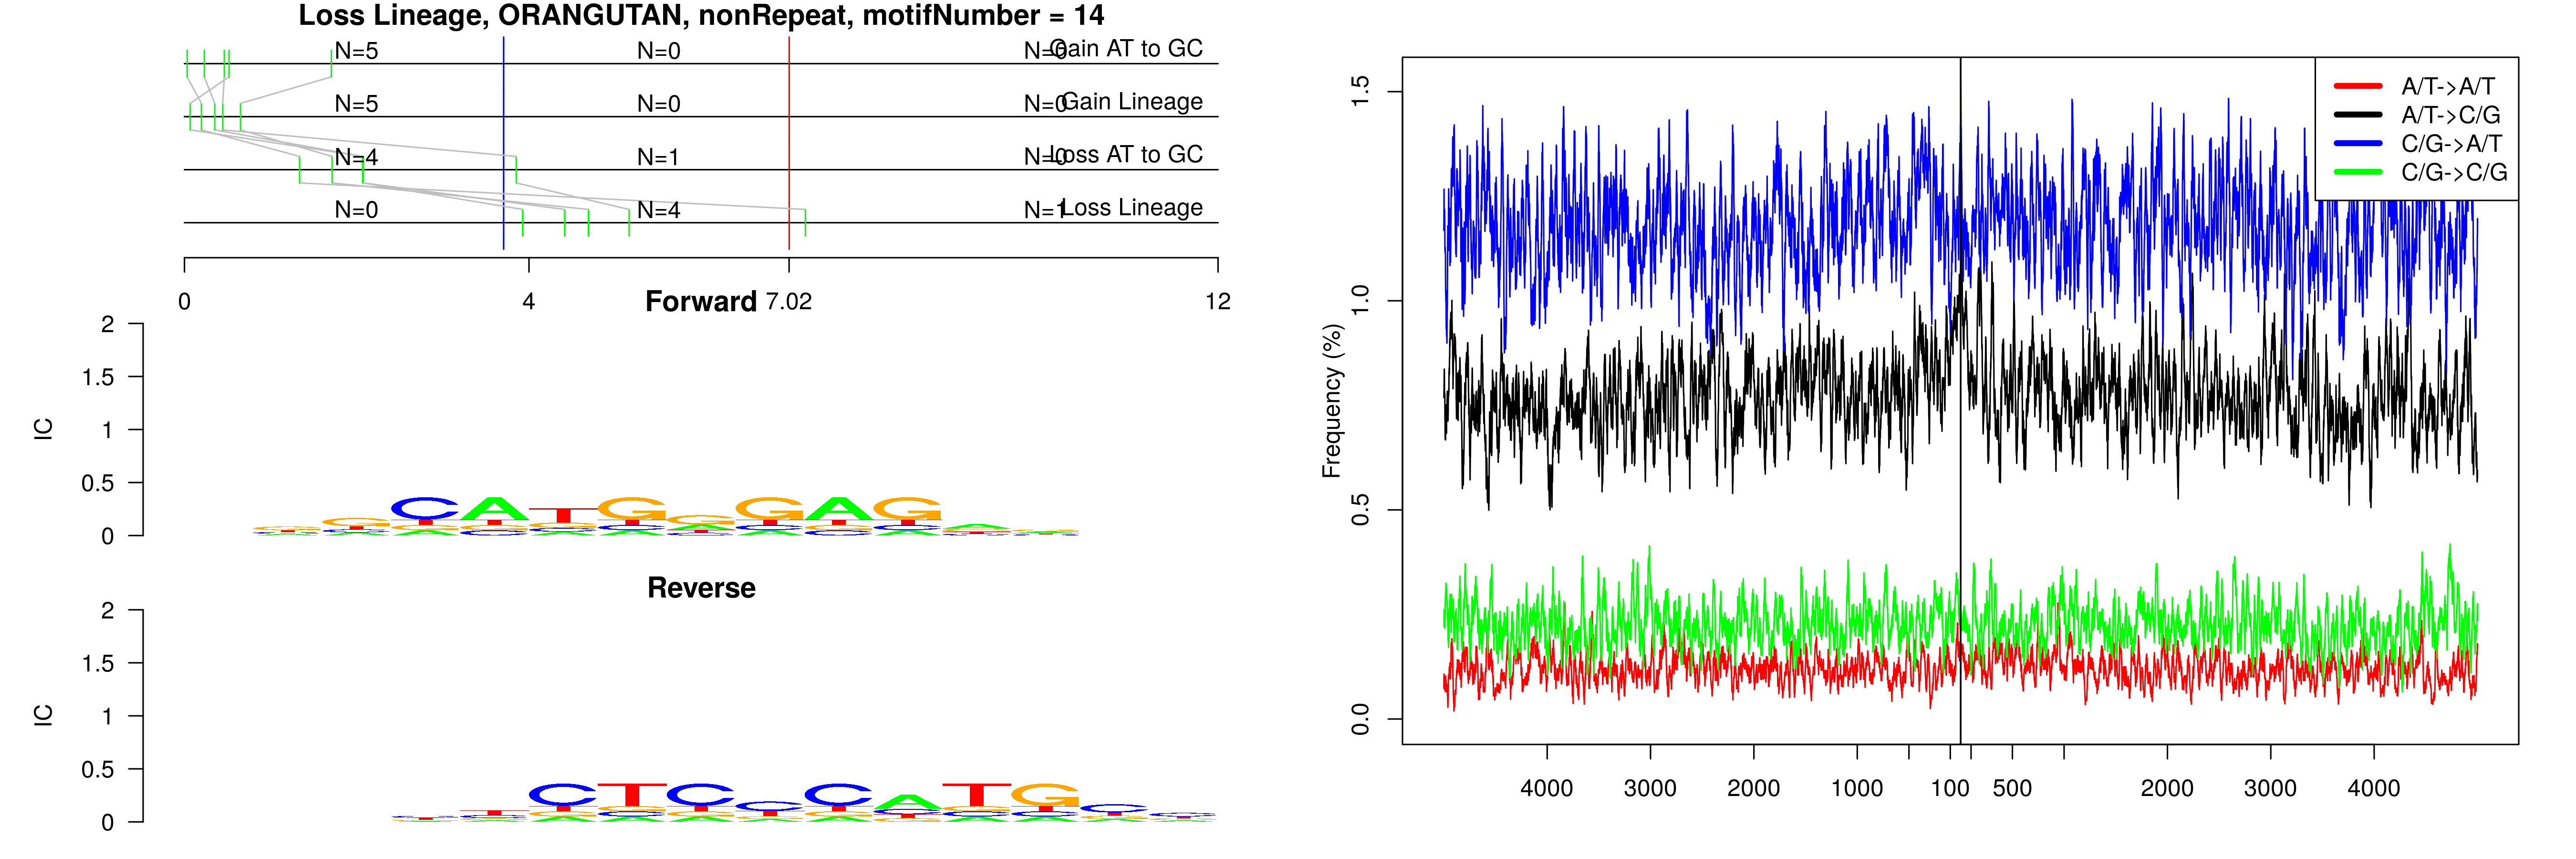 Loss Lineage, ORANGUTAN, nonRepeat, motifNumber = 14
N=5 N=0 N=0 Gain AT to GC
N=5 N=0 N=0 Gain Lineage
N=4 N=1 N=0 Loss AT to GC
N=0 N=4 N=1 Loss Lineage
0 4 7.02 12
Forward
2
1.5
1
0.5
0
IC
CATGGGAG
Reverse
2
1.5
1
0.5
0
IC
CTCCCATGC
1.5
1.0
0.5
0.0
Frequency (%)
A/T->A/T
A/T->C/G
C/G->A/T
C/G->C/G
4000 3000 2000 1000 100 500 2000 3000 4000